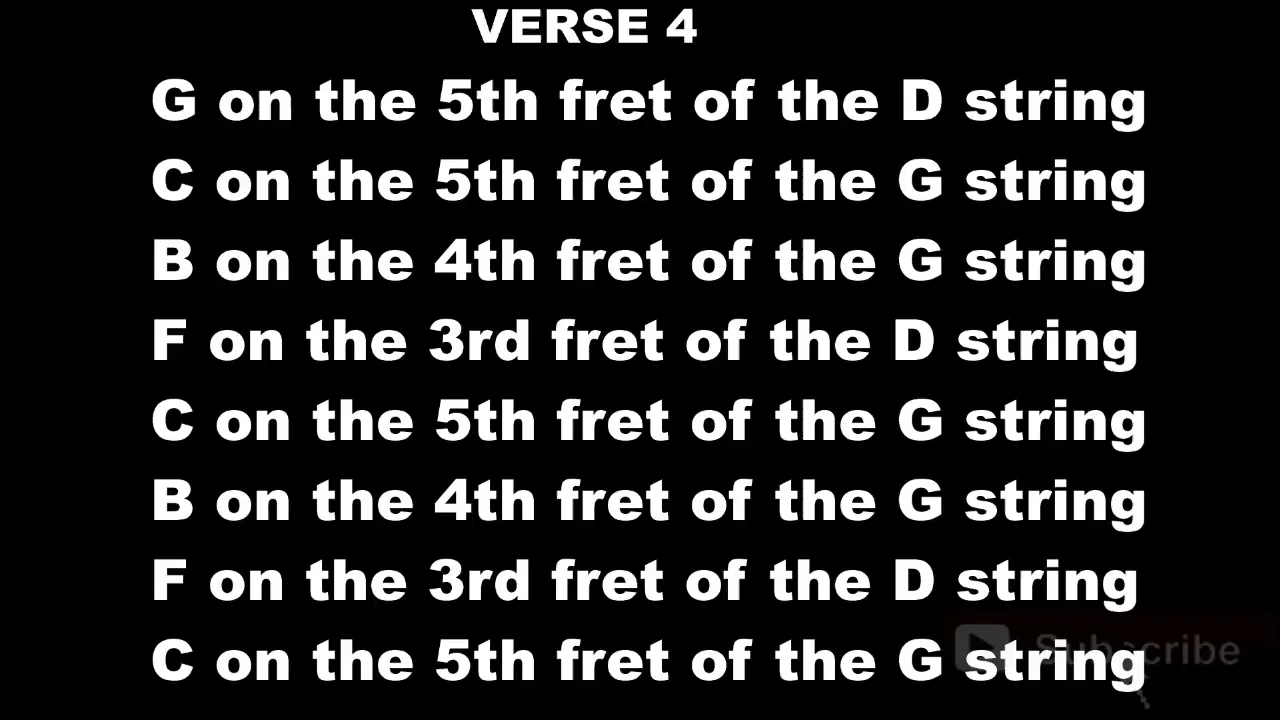 VERSE 4
G on the 5th fret of the D string
C on the 5th fret of the G string
B on the 4th fret of the G string
F on the 3rd fret of the D string
C on the 5th fret of the G string
B on the 4th fret of the G string
F on the 3rd fret of the D string
C on the 5th fret of the G string
Subscribe